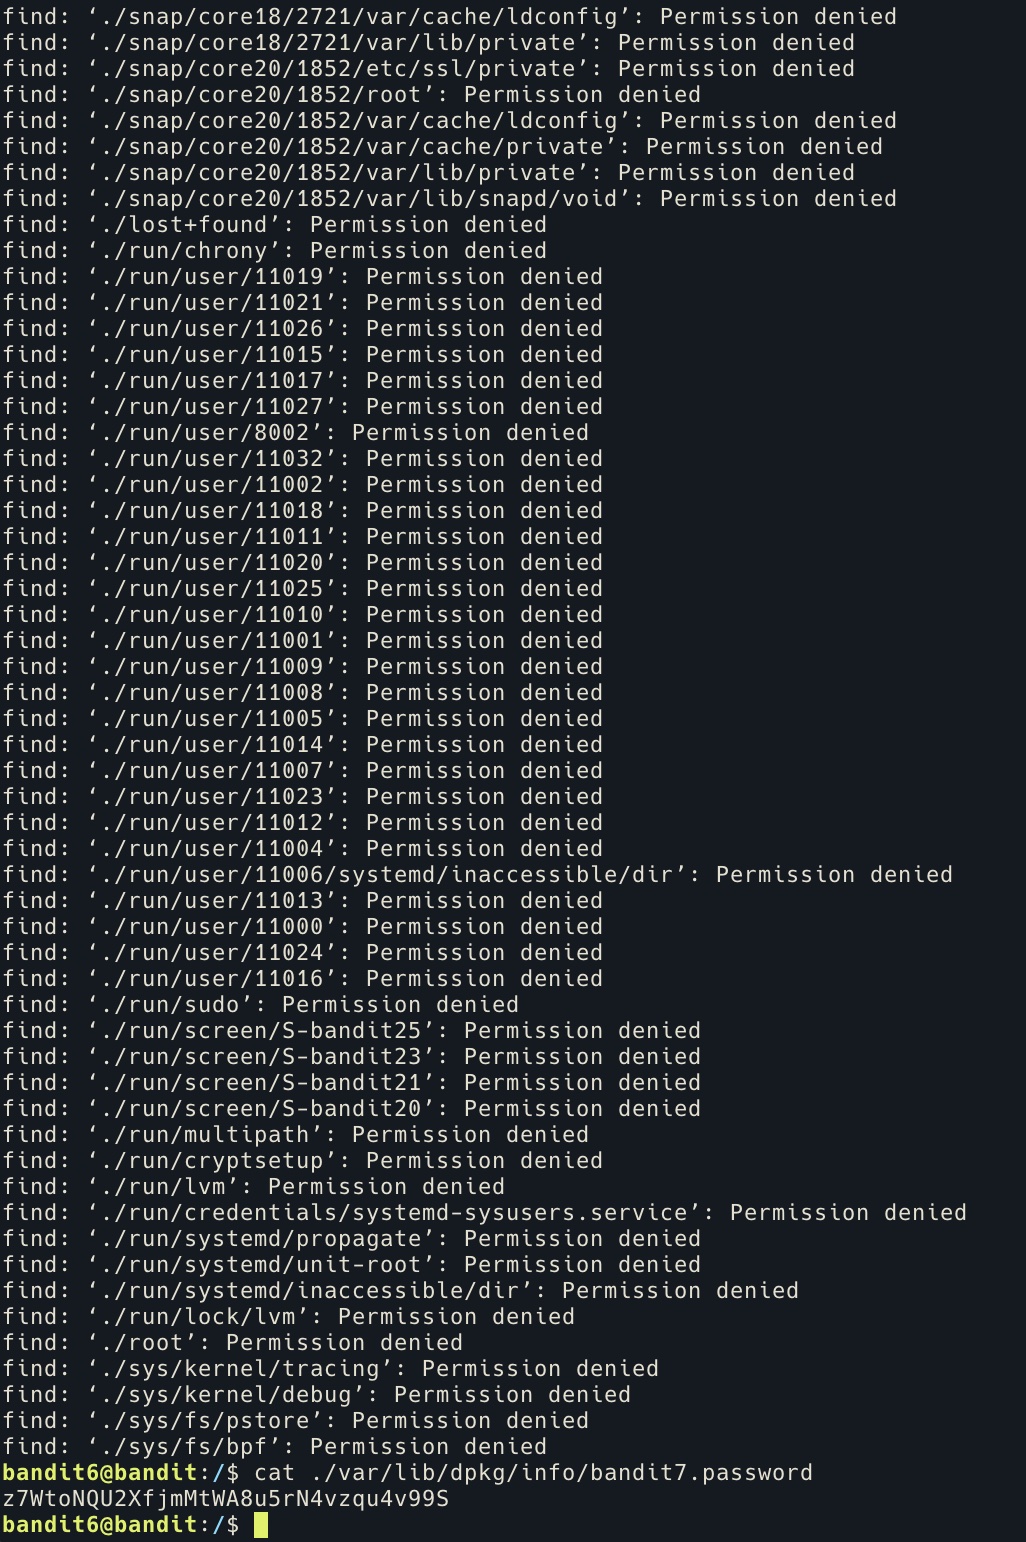 find: ‘./snap/core18/2721/var/cache/ldconfig’: Permission denied
find: ‘./snap/core18/2721/var/lib/private’: Permission denied
find: ‘./snap/core20/1852/etc/ssl/private’: Permission denied
find: ‘./snap/core20/1852/root’: Permission denied
find: ‘./snap/core20/1852/var/cache/ldconfig’: Permission denied
find: ‘./snap/core20/1852/var/cache/private’: Permission denied
find: ‘./snap/core20/1852/var/lib/private’: Permission denied
find: ‘./snap/core20/1852/var/lib/snapd/void’: Permission denied
find: ‘./lost+found’: Permission denied
find: ‘./run/chrony’: Permission denied
find: ‘./run/user/11019’: Permission denied
find: ‘./run/user/11021’: Permission denied
find: ‘./run/user/11026’: Permission denied
find: ‘./run/user/11015’: Permission denied
find: ‘./run/user/11017’: Permission denied
find: ‘./run/user/11027’: Permission denied
find: ‘./run/user/8002’: Permission denied
find: ‘./run/user/11032’: Permission denied
find: ‘./run/user/11002’: Permission denied
find: ‘./run/user/11018’: Permission denied
find: ‘./run/user/11011’: Permission denied
find: ‘./run/user/11020’: Permission denied
find: ‘./run/user/11025’: Permission denied
find: ‘./run/user/11010’: Permission denied
find: ‘./run/user/11001’: Permission denied
find: ‘./run/user/11009’: Permission denied
find: ‘./run/user/11008’: Permission denied
find: ‘./run/user/11005’: Permission denied
find: ‘./run/user/11014’: Permission denied
find: ‘./run/user/11007’: Permission denied
find: ‘./run/user/11023’: Permission denied
find: ‘./run/user/11012’: Permission denied
find: ‘./run/user/11004’: Permission denied
find: ‘./run/user/11006/systemd/inaccessible/dir’: Permission denied
find: ‘./run/user/11013’: Permission denied
find: ‘./run/user/11000’: Permission denied
find: ‘./run/user/11024’: Permission denied
find: ‘./run/user/11016’: Permission denied
find: ‘./run/sudo’: Permission denied
find: ‘./run/screen/S-bandit25’: Permission denied
find: ‘./run/screen/S-bandit23’: Permission denied
find: ‘./run/screen/S-bandit21’: Permission denied
find: ‘./run/screen/S-bandit20’: Permission denied
find: ‘./run/multipath’: Permission denied
find: ‘./run/cryptsetup’: Permission denied
find: ‘./run/lvm’: Permission denied
find: ‘./run/credentials/systemd-sysusers.service’: Permission denied
find: ‘./run/systemd/propagate’: Permission denied
find: ‘./run/systemd/unit-root’: Permission denied
find: ‘./run/systemd/inaccessible/dir’: Permission denied
find: ‘./run/lock/lvm’: Permission denied
find: ‘./root’: Permission denied
find: ‘./sys/kernel/tracing’: Permission denied
find: ‘./sys/kernel/debug’: Permission denied
find: ‘./sys/fs/pstore’: Permission denied
find: ‘./sys/fs/bpf’: Permission denied
bandit6@bandit:/$ cat ./var/lib/dpkg/info/bandit7.password
z7WtoNQU2XfjmMtWA8u5rN4vzqu4v99S
bandit6@bandit:/$